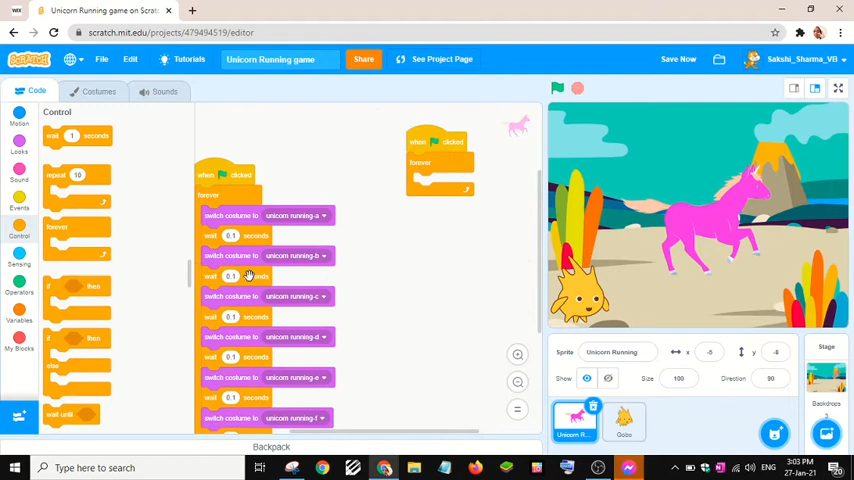 WiX
Unicorn Running game on Scratc
scratch.mit.edu/projects/479494519/editor
SCRATCH
File
Edit
Tutorials
Unicorn Running game
Share
See Project Page
Save Now
Sakshi_Sharma_VB
Code
Costumes
Sounds
Motion
Looks
Sound
Events
Control
Sensing
Operators
Variables
My Blocks
Control
wait 1 seconds
repeat 10
forever
if then
if then
else
wait until
when clicked
forever
switch costume to unicorn running-a
wait 0.1 seconds
switch costume to unicorn running-b
wait 0.1 seconds
switch costume to unicorn running-c
wait 0.1 seconds
switch costume to unicorn running-d
wait 0.1 seconds
switch costume to unicorn running-e
wait 0.1 seconds
switch costume to unicorn running-f
when clicked
forever
Backpack
Sprite Unicorn Running x -5 y -8
Show Size 100 Direction 90
Unicorn R...
Gobo
Stage
Backdrops
Type here to search
ENG
3:03 PM
27-Jan-21
20